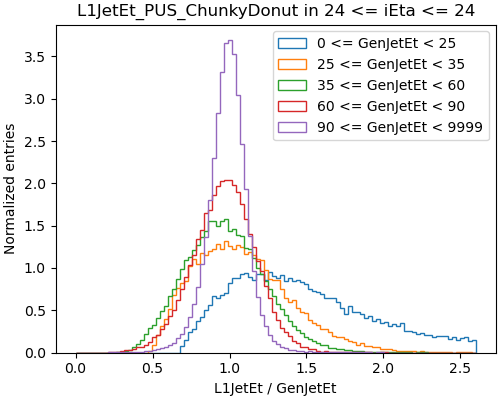 L1JetEt_PUS_ChunkyDonut in 24 <= iEta <= 24
0 <= GenJetEt < 25
25 <= GenJetEt < 35
35 <= GenJetEt < 60
60 <= GenJetEt < 90
90 <= GenJetEt < 9999
Normalized entries
3.5
3.0
2.5
2.0
1.5
1.0
0.5
0.0
0.0 0.5 1.0 1.5 2.0 2.5
L1JetEt / GenJetEt